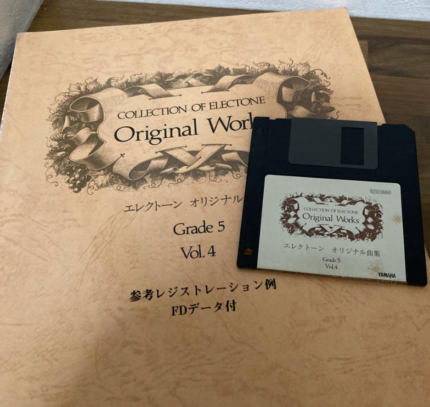 COLLECTION OF ELECTONE
Original
エレクトーン オリジナル
Grade 5
Vol. 4
参考レジストレーション例
FDデータ付
COLLECTION OF ELECTONE
Original Works
エレクトーン オリジナル曲集
Grade 5
Vol.4
YAMAHA